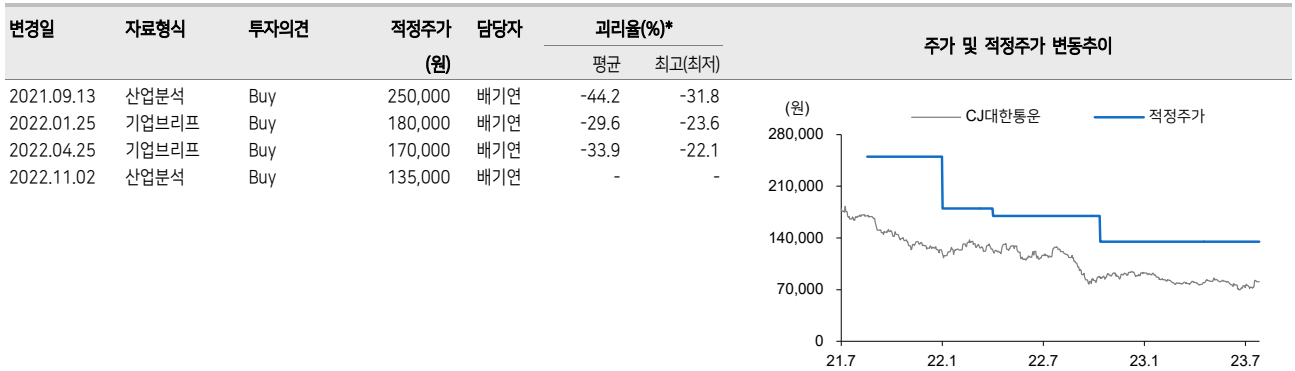 변경일 자료형식 투자의견 적정주가 담당자 괴리율(%)* 주가 및 적정주가 변동추이
(원) 평균 최고(최저)
2021.09.13 산업분석 Buy 250,000 배기연 -44.2 -31.8
2022.01.25 기업브리프 Buy 180,000 배기연 -29.6 -23.6
2022.04.25 기업브리프 Buy 170,000 배기연 -33.9 -22.1
2022.11.02 산업분석 Buy 135,000 배기연 - -
(원) CJ대한통운 적정주가
280,000
210,000
140,000
70,000
0
21.7 22.1 22.7 23.1 23.7